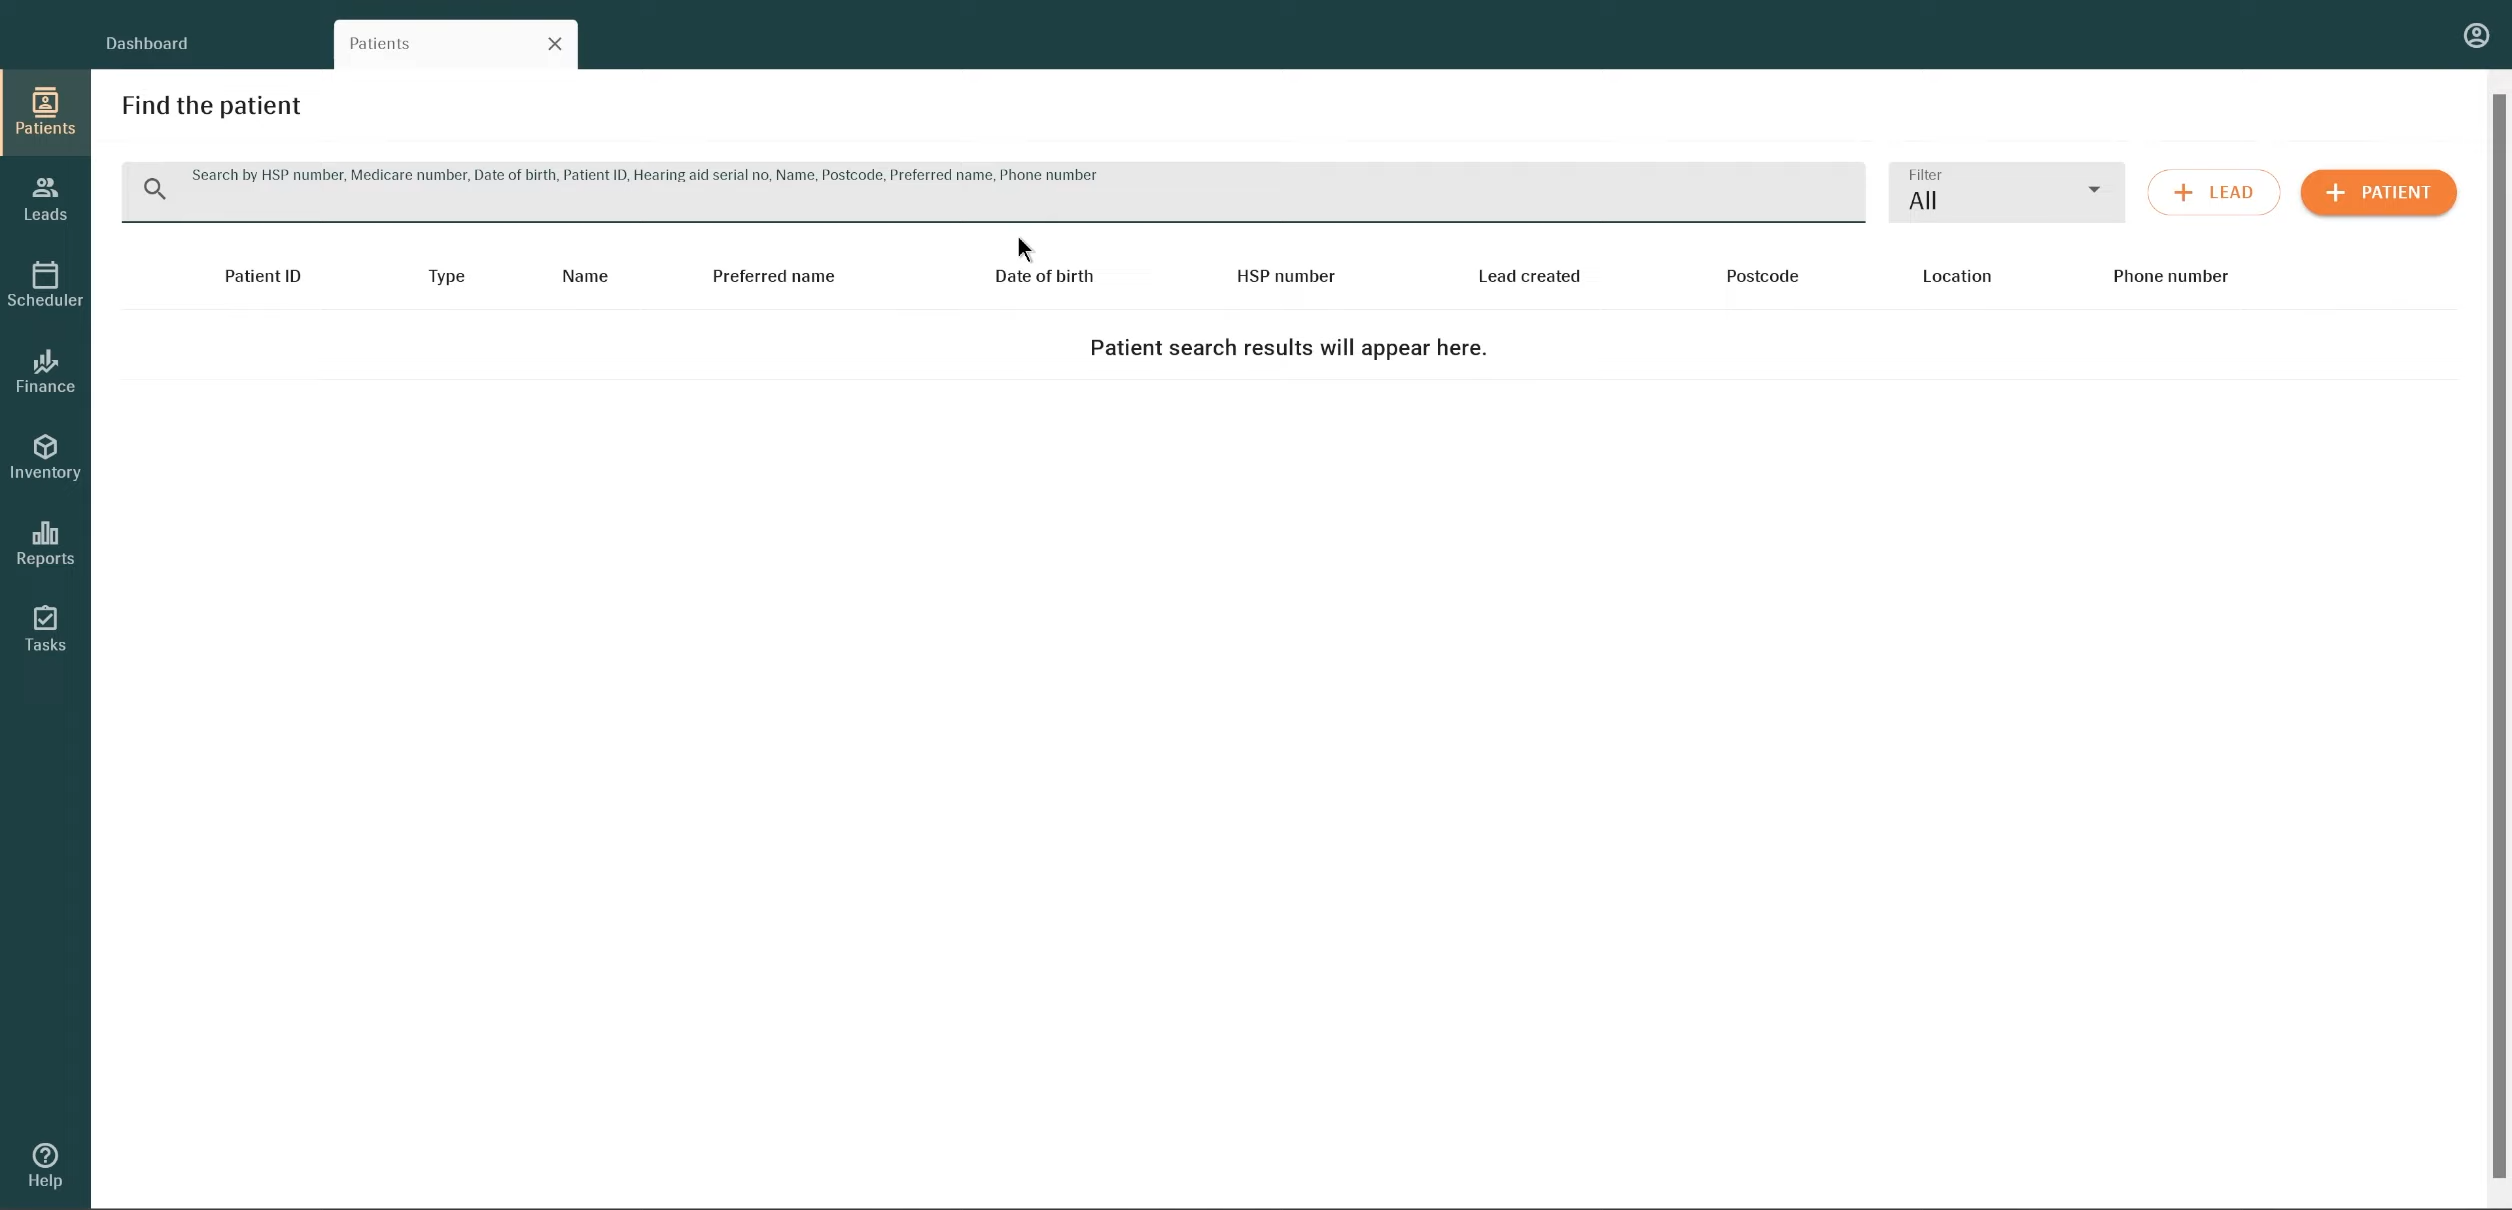 Dashboard
Patients
Patients
Leads
Scheduler
Finance
Inventory
Reports
Tasks
Help
Find the patient
Search by HSP number, Medicare number, Date of birth, Patient ID, Hearing aid serial no, Name, Postcode, Preferred name, Phone number
Filter
All
LEAD
PATIENT
Patient ID Type Name Preferred name Date of birth HSP number Lead created Postcode Location Phone number
Patient search results will appear here.